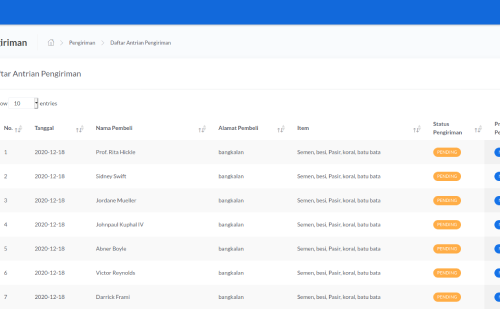 iriman Pengiriman Daftar Antrian Pengiriman
tar Antrian Pengiriman
ow 10 entries
No. Tanggal Nama Pembeli Alamat Pembeli Item Status Pengiriman
1 2020-12-18 Prof. Rita Hickle bangkalan Semen, besi, Pasir, koral, batu bata PENDING
2 2020-12-18 Sidney Swift bangkalan Semen, besi, Pasir, koral, batu bata PENDING
3 2020-12-18 Jordane Mueller bangkalan Semen, besi, Pasir, koral, batu bata PENDING
4 2020-12-18 Johnpaul Kuphal IV bangkalan Semen, besi, Pasir, koral, batu bata PENDING
5 2020-12-18 Abner Boyle bangkalan Semen, besi, Pasir, koral, batu bata PENDING
6 2020-12-18 Victor Reynolds bangkalan Semen, besi, Pasir, koral, batu bata PENDING
7 2020-12-18 Darrick Frami bangkalan Semen, besi, Pasir, koral, batu bata PENDING